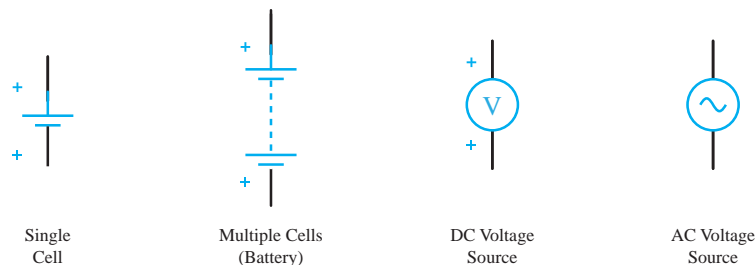 +
+
+
+
+
V
+
Single
Cell
Multiple Cells
(Battery)
DC Voltage
Source
AC Voltage
Source